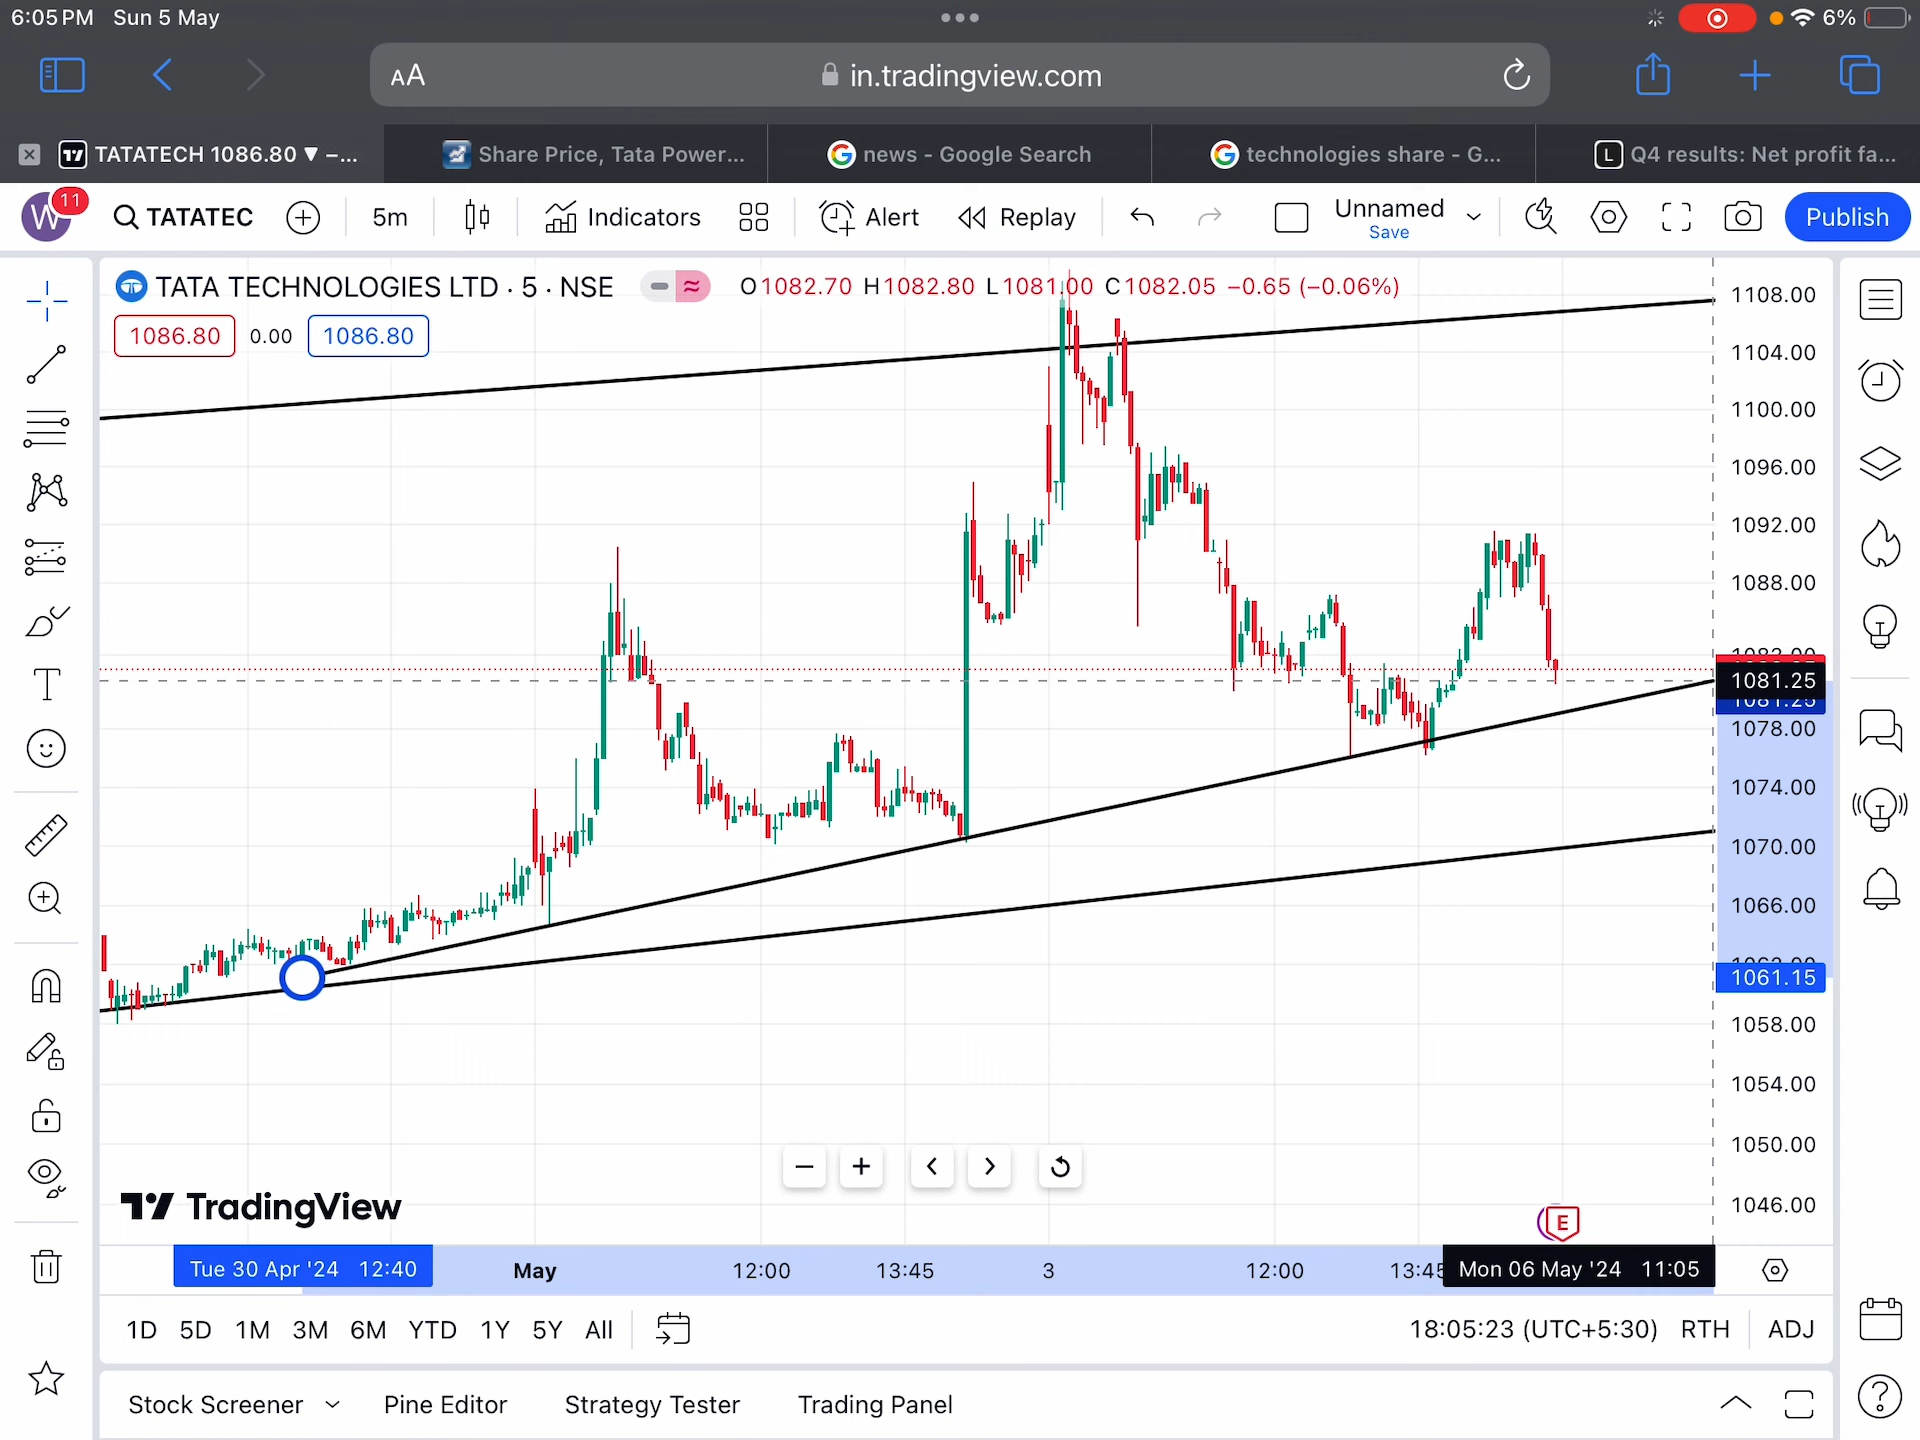 6:05 PM Sun 5 May
6%
AA in.tradingview.com
TATATECH 1086.80 ▼ –...
Share Price, Tata Power...
news - Google Search
technologies share - G...
Q4 results: Net profit fa...
W 11 TATATEC 5m Indicators Alert Replay Unnamed Save Publish
TATA TECHNOLOGIES LTD · 5 · NSE O1082.70 H1082.80 L1081.00 C1082.05 −0.65 (−0.06%)
1086.80 0.00 1086.80
1108.00
1104.00
1100.00
1096.00
1092.00
1088.00
1081.25
1081.25
1078.00
1074.00
1070.00
1066.00
1061.15
1058.00
1054.00
1050.00
1046.00
TradingView
E
Tue 30 Apr '24 12:40 May 12:00 13:45 3 12:00 13:45 Mon 06 May '24 11:05
1D 5D 1M 3M 6M YTD 1Y 5Y All 18:05:23 (UTC+5:30) RTH ADJ
Stock Screener Pine Editor Strategy Tester Trading Panel